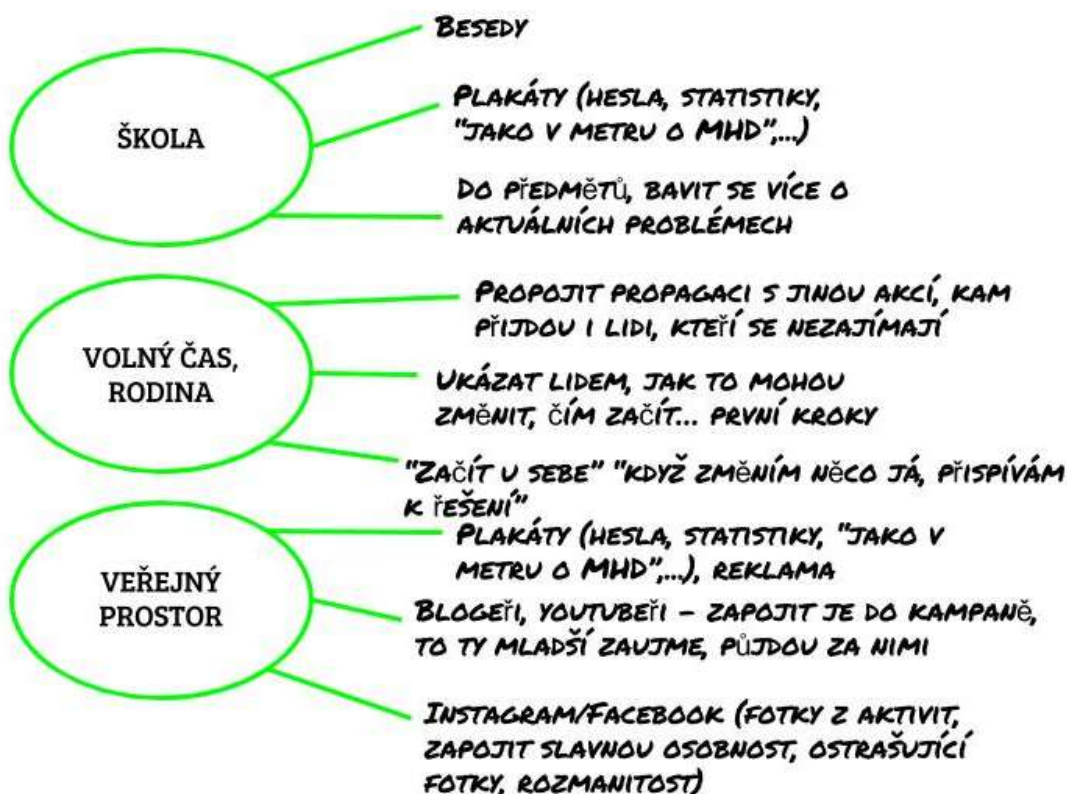 BESEDY
ŠKOLA
PLAKÁTY (HESLA, STATISTIKY,
"JAKO V METRU O MHD",...)
DO PŘEDMĚTŮ, BAVIT SE VÍCE O
AKTUÁLNÍCH PROBLÉMECH
VOLNÝ ČAS,
RODINA
PROPOJIT PROPAGACI S JINOU AKCÍ, KAM
PŘIJDOU I LIDI, KTEŘÍ SE NEZAJÍMAJÍ
UKÁZAT LIDEM, JAK TO MOHOU
ZMĚNIT, ČÍM ZAČÍT... PRVNÍ KROKY
"ZAČÍT U SEBE" "KDYŽ ZMĚNÍM NĚCO JÁ, PŘISPÍVÁM
K ŘEŠENÍ"
VEŘEJNÝ
PROSTOR
PLAKÁTY (HESLA, STATISTIKY, "JAKO V
METRU O MHD",...), REKLAMA
BLOGEŘI, YOUTUBEŘI - ZAPOJIT JE DO KAMPANĚ,
TO TY MLADŠÍ ZAUJME, PŮJDOU ZA NIMI
INSTAGRAM/FACEBOOK (FOTKY Z AKTIVIT,
ZAPOJIT SLAVNOU OSOBNOST, OSTRAŠUJÍCÍ
FOTKY, ROZMANITOST)